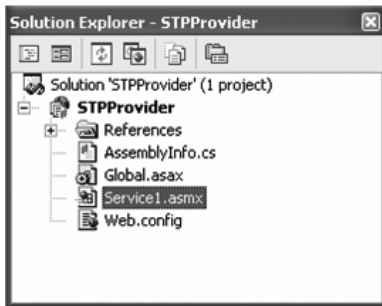 Solution Explorer - STPProvider
Solution 'STPProvider' (1 project)
STPProvider
References
AssemblyInfo.cs
Global.asax
Service1.asmx
Web.config